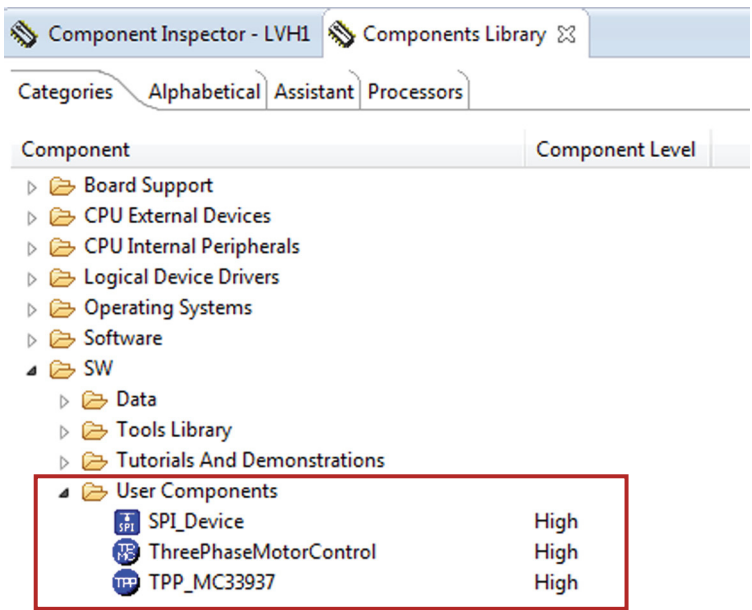 Component Inspector - LVH1 Components Library
Categories Alphabetical Assistant Processors
Component Component Level
Board Support
CPU External Devices
CPU Internal Peripherals
Logical Device Drivers
Operating Systems
Software
SW
Data
Tools Library
Tutorials And Demonstrations
User Components
SPI SPI_Device High
TP MC ThreePhaseMotorControl High
TPP TPP_MC33937 High